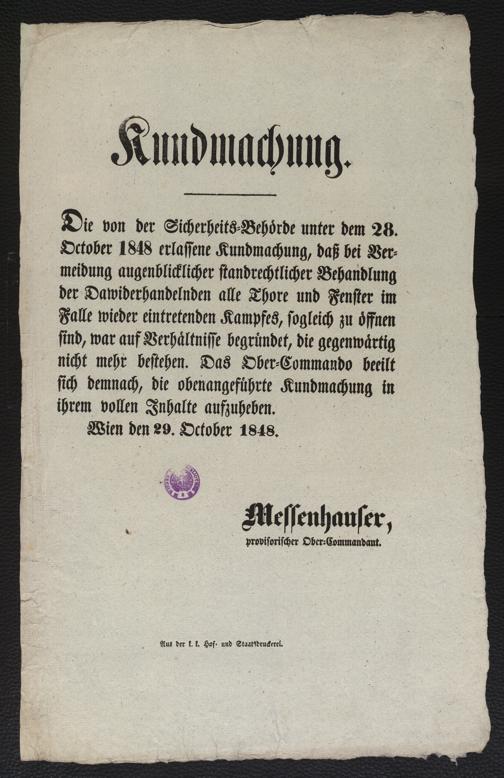 Kundmachung.
Die von der Sicherheits-Behörde unter dem 28.
October 1848 erlassene Kundmachung, daß bei Ver-
meidung augenblicklicher standrechtlicher Behandlung
der Dawiderhandelnden alle Thore und Fenster im
Falle wieder eintretenden Kampfes, sogleich zu öffnen
sind, war auf Verhältnisse begründet, die gegenwärtig
nicht mehr bestehen. Das Ober-Commando beeilt
sich demnach, die obenangeführte Kundmachung in
ihrem vollen Inhalte aufzuheben.
Wien den 29. October 1848.
Messenhauser,
provisorischer Ober-Commandant.
Aus der k. k. Hof- und Staatsdruckerei.